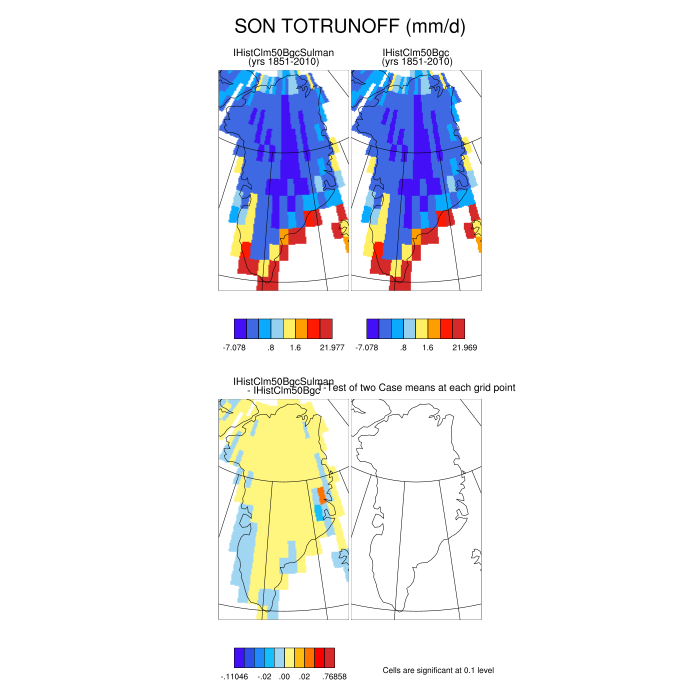 SON TOTRUNOFF (mm/d)
IHistClm50BgcSulman
(yrs 1851-2010)
IHistClm50Bgc
(yrs 1851-2010)
-7.078 .8 1.6 21.977
-7.078 .8 1.6 21.969
IHistClm50BgcSulman
- IHistClm50Bgc
T-Test of two Case means at each grid point
-.11046 -.02 .00 .02 .76858
Cells are significant at 0.1 level